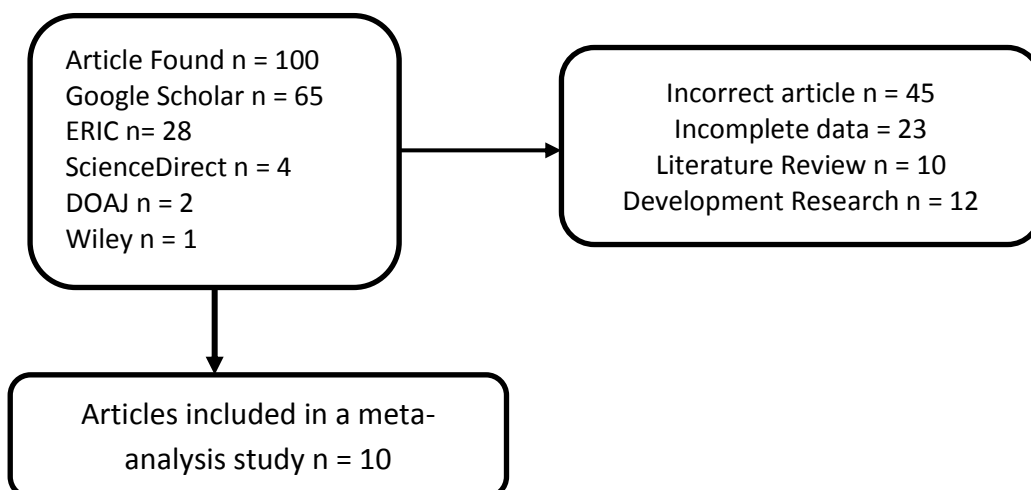 Article Found n = 100
Google Scholar n = 65
ERIC n= 28
ScienceDirect n = 4
DOAJ n = 2
Wiley n = 1
Incorrect article n = 45
Incomplete data = 23
Literature Review n = 10
Development Research n = 12
Articles included in a meta-
analysis study n = 10